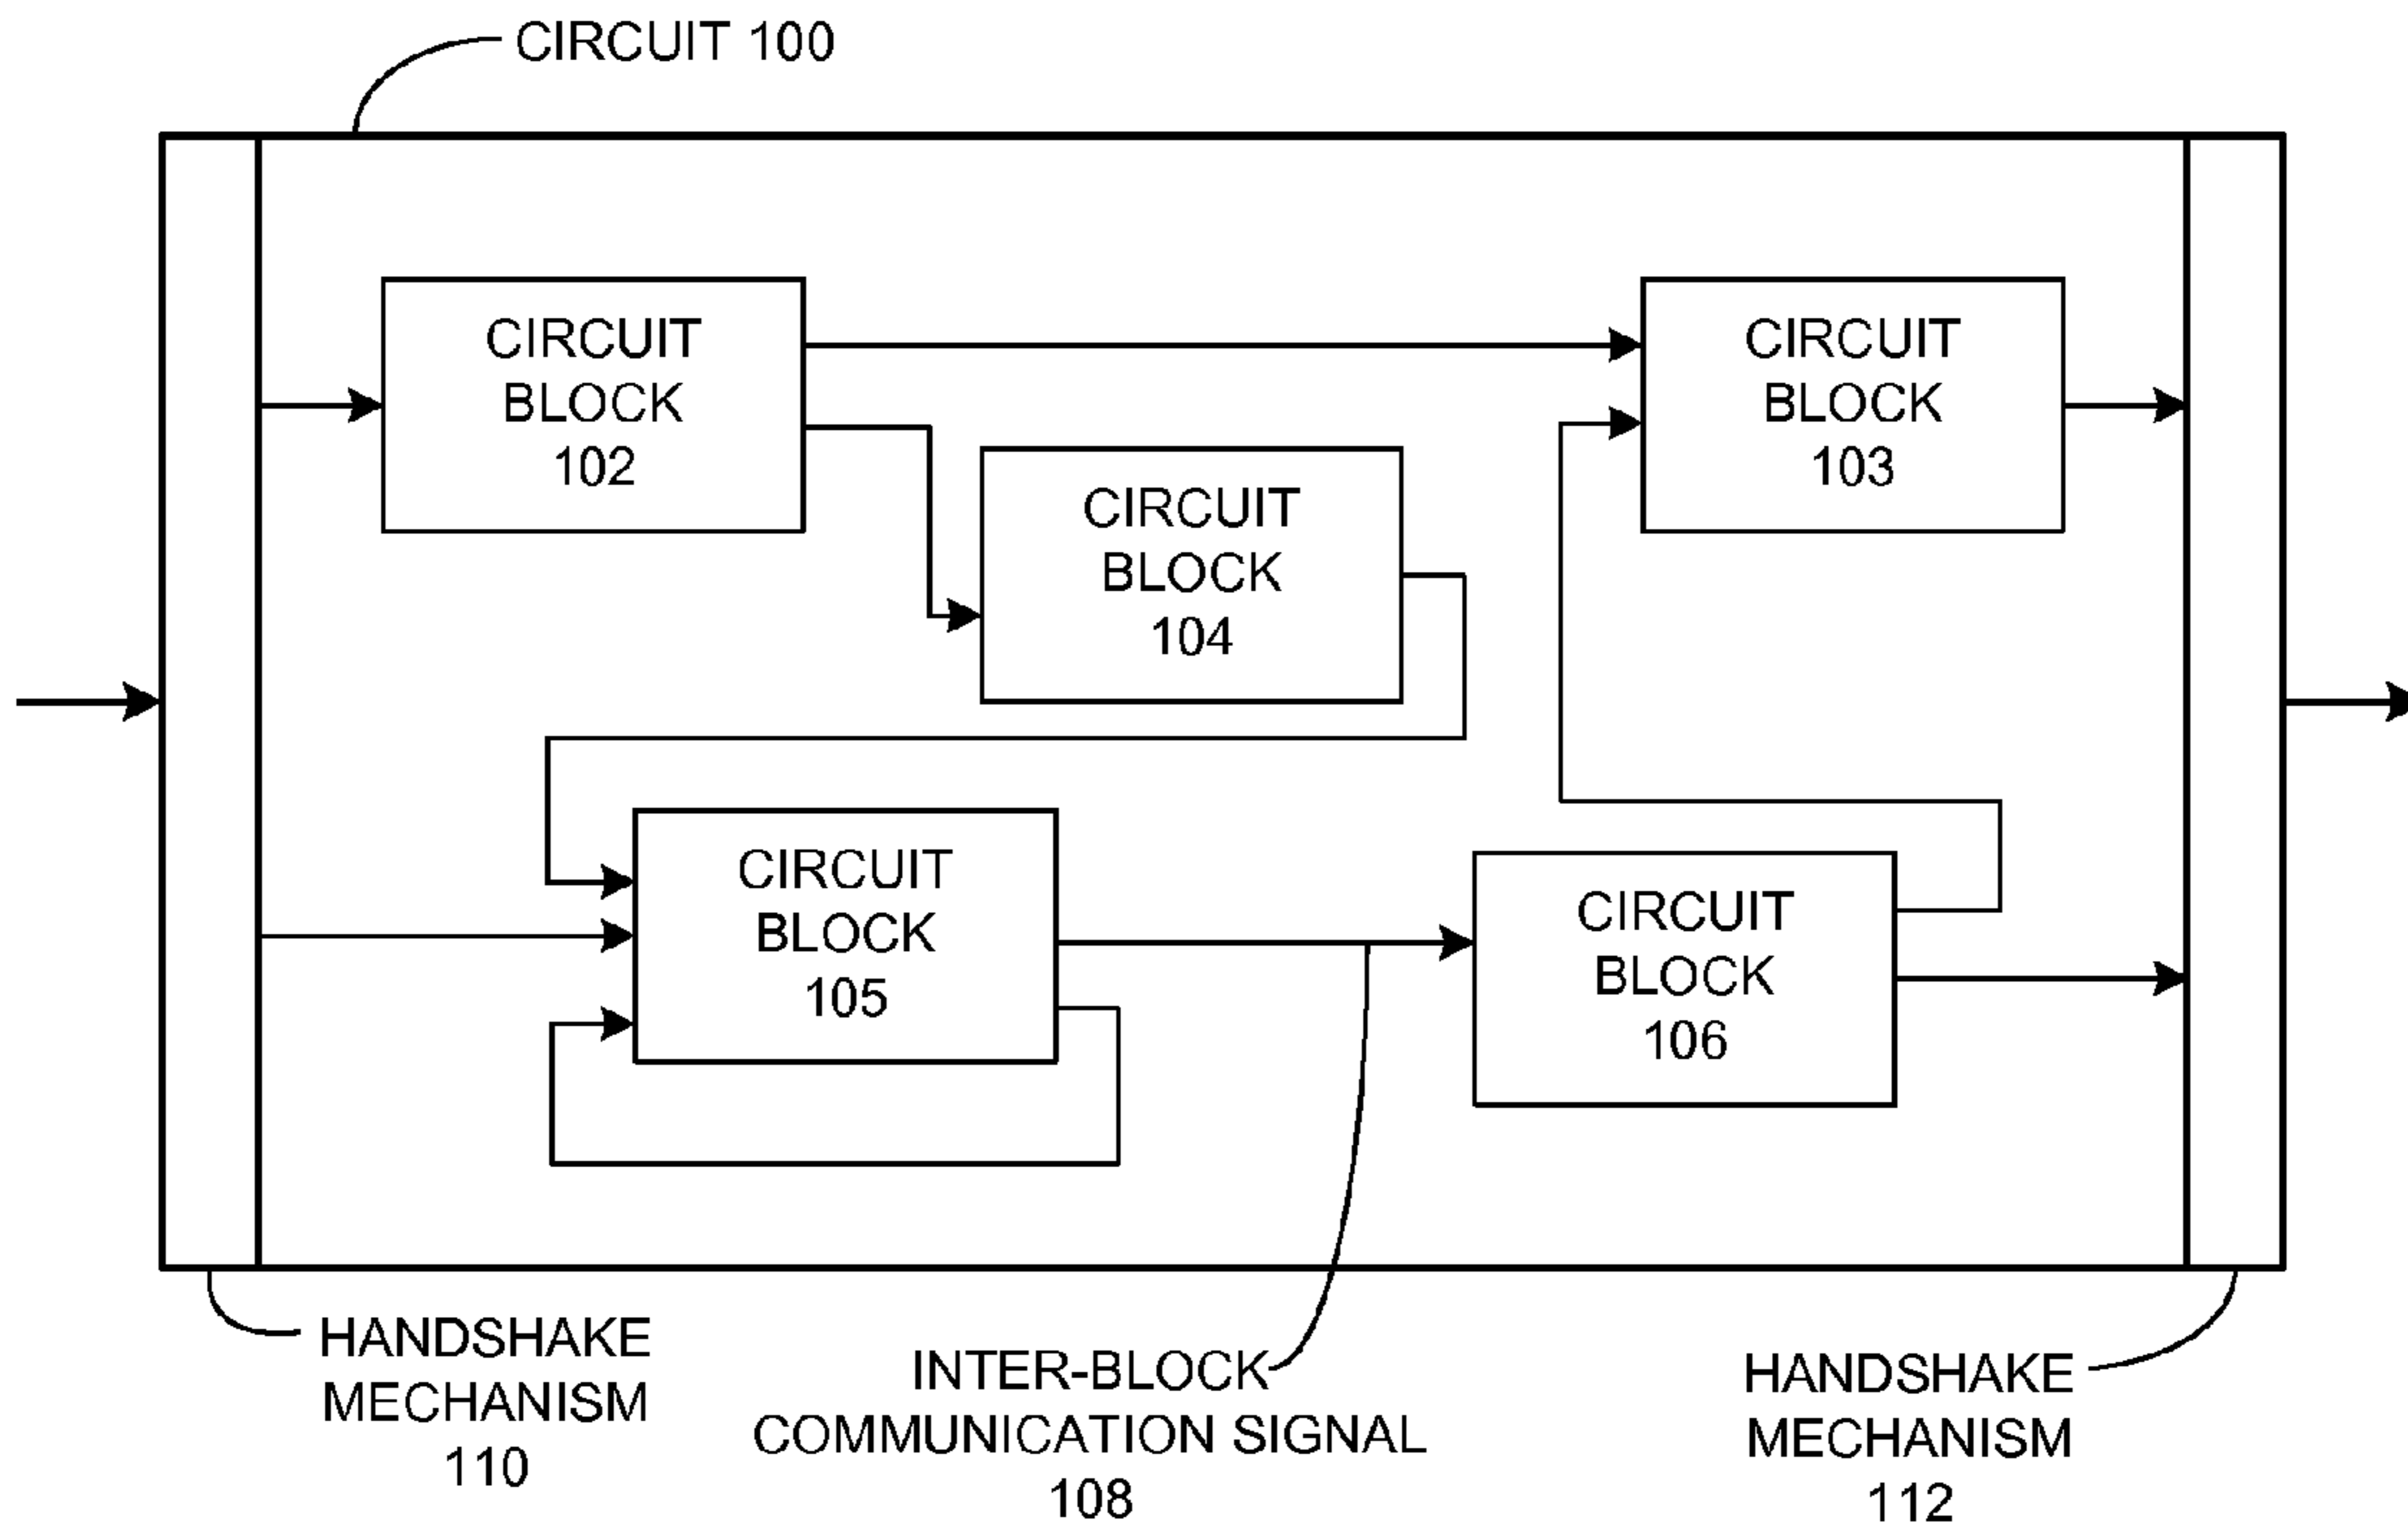 CIRCUIT 100
CIRCUIT
BLOCK
102
CIRCUIT
BLOCK
103
CIRCUIT
BLOCK
104
CIRCUIT
BLOCK
105
CIRCUIT
BLOCK
106
HANDSHAKE
MECHANISM
110
INTER-BLOCK
COMMUNICATION SIGNAL
108
HANDSHAKE
MECHANISM
112